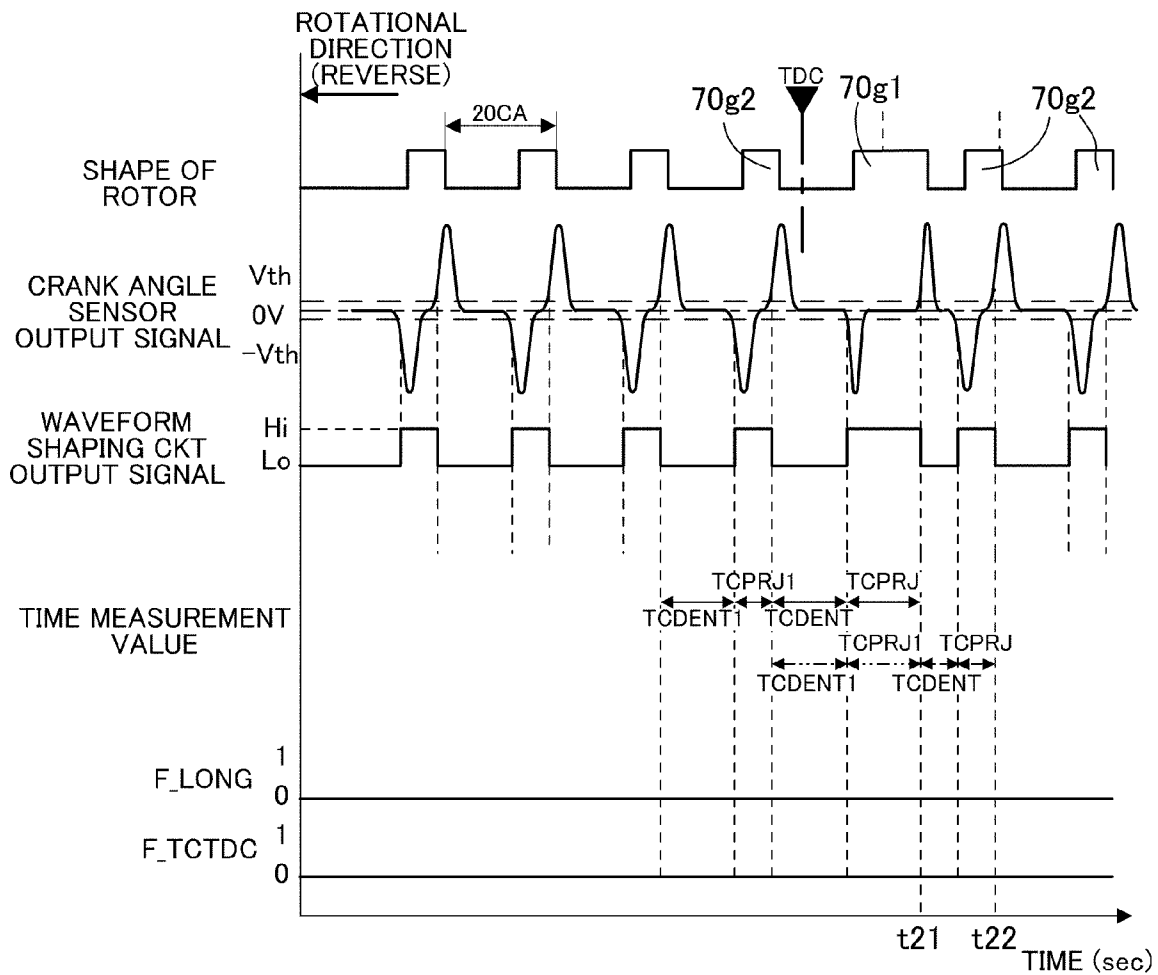 ROTATIONAL
DIRECTION
(REVERSE)
20CA
70g2
TDC
70g1
70g2
SHAPE OF
ROTOR
CRANK ANGLE
SENSOR
OUTPUT SIGNAL
Vth
0V
-Vth
WAVEFORM
SHAPING CKT
OUTPUT SIGNAL
Hi
Lo
TIME MEASUREMENT
VALUE
TCPRJ1
TCPRJ
TCDENT1
TCDENT
TCPRJ1
TCPRJ
TCDENT1
TCDENT
F_LONG
1
0
F_TCTDC
1
0
t21
t22
TIME (sec)